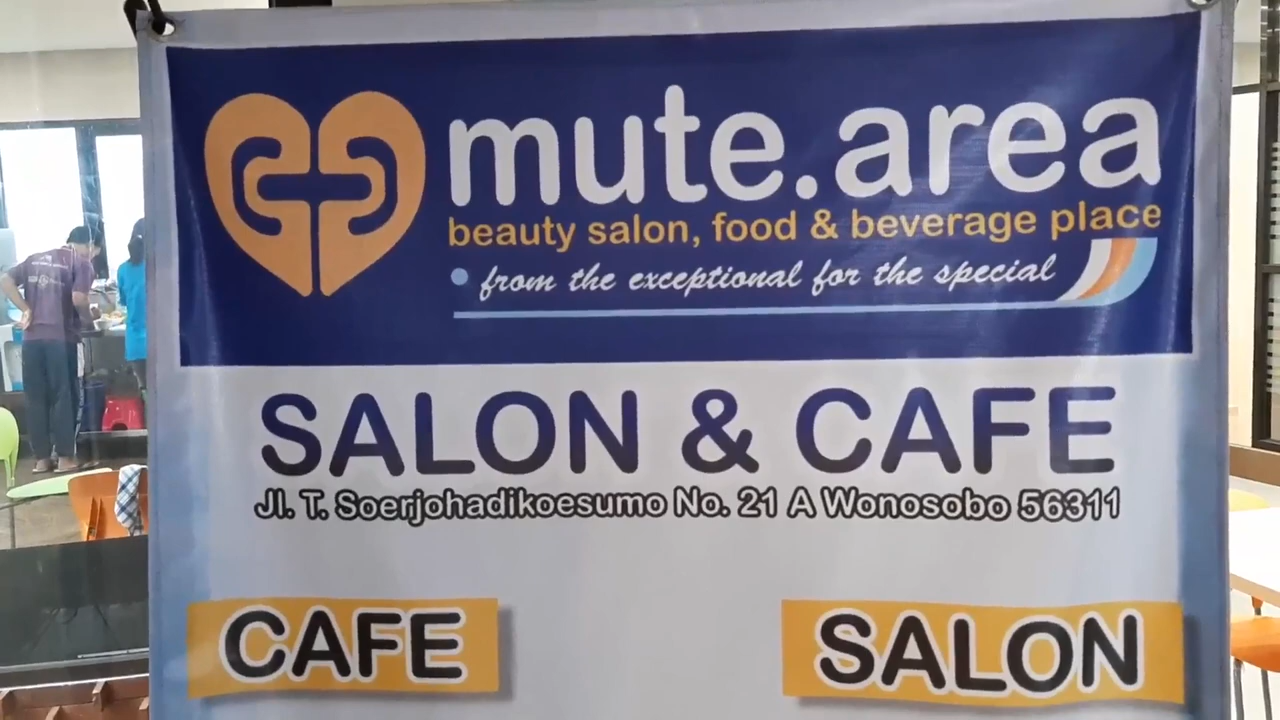 mute.area
beauty salon, food & beverage place
from the exceptional for the special
SALON & CAFE
Jl. T. Soerjohadikoesumo No. 21 A Wonosobo 56311
CAFE
SALON